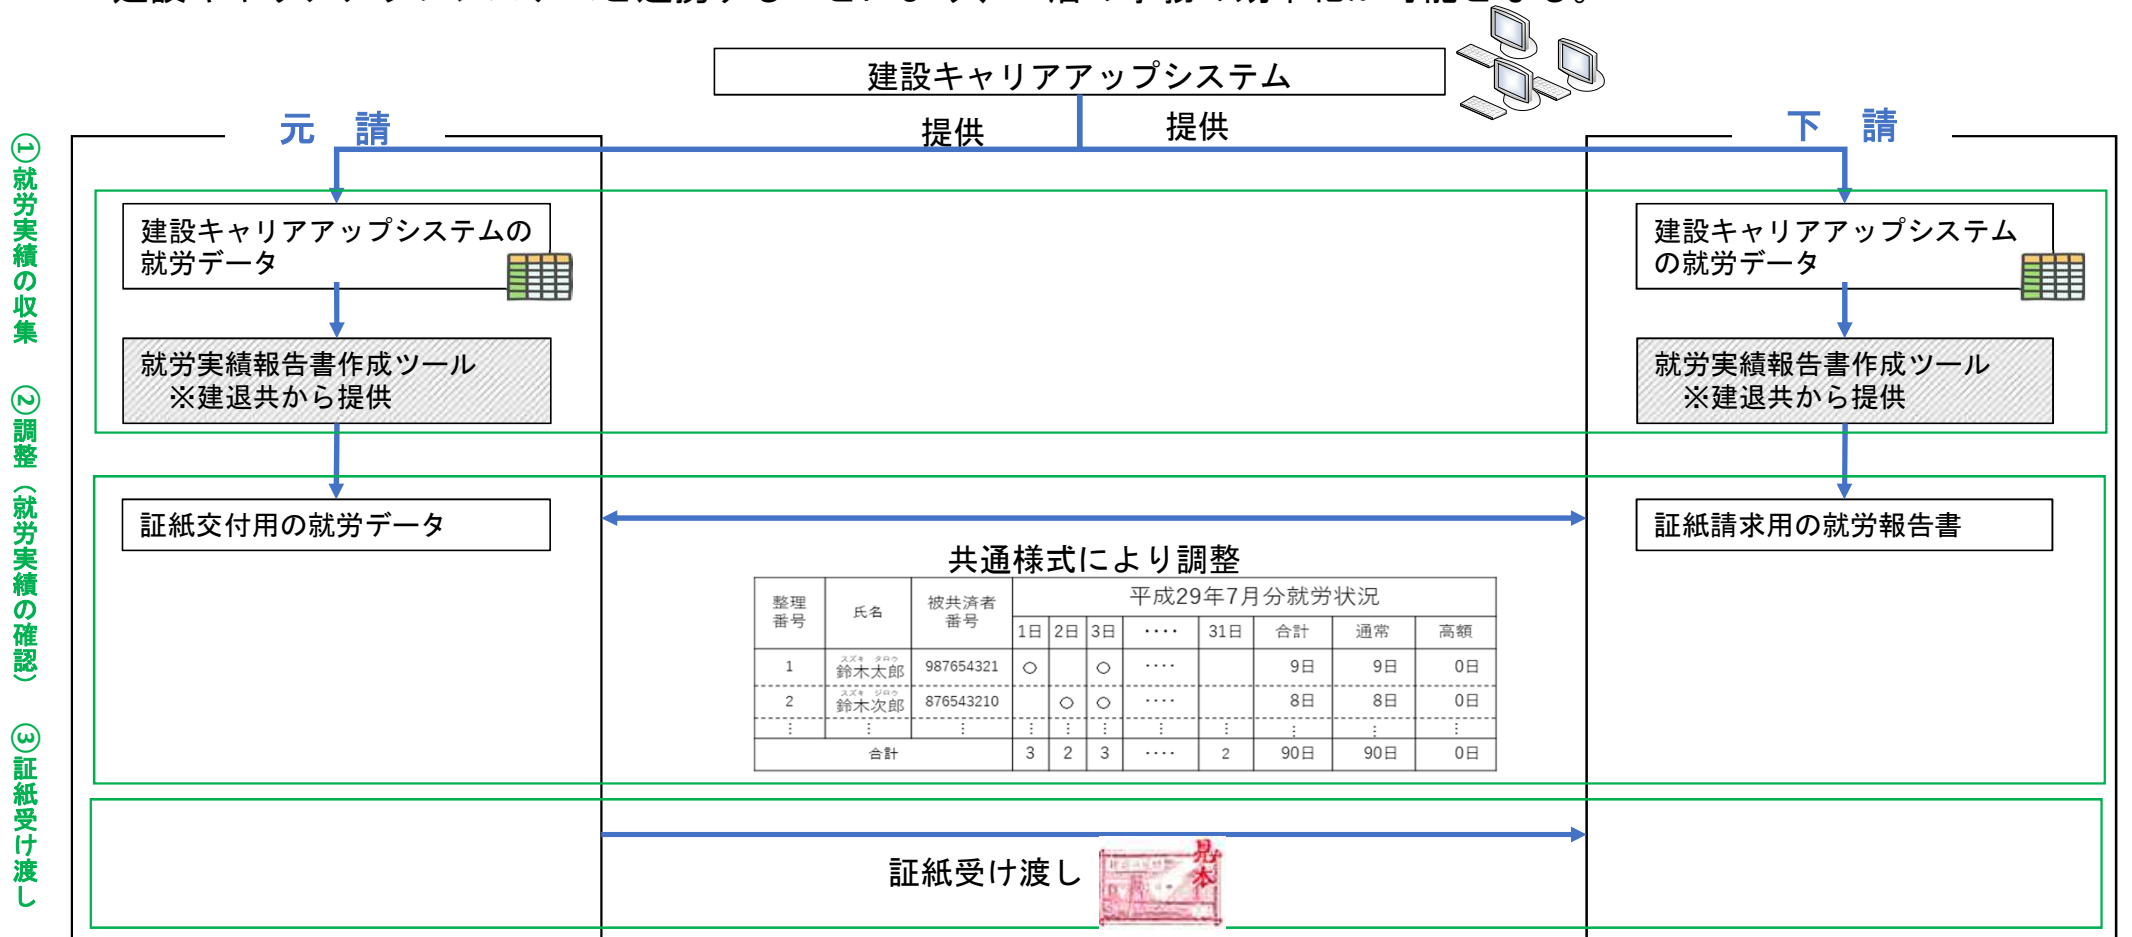 建設キャリアアップシステム
提供
提供
元　請
下　請
①就労実績の収集
建設キャリアアップシステムの
就労データ
建設キャリアアップシステム
の就労データ
就労実績報告書作成ツール
※建退共から提供
就労実績報告書作成ツール
※建退共から提供
②調整（就労実績の確認）
証紙交付用の就労データ
証紙請求用の就労報告書
共通様式により調整
整理番号 氏名 被共済者番号 平成29年7月分就労状況
1日 2日 3日 ････ 31日 合計 通常 高額
スズキ タロウ
1 鈴木太郎 987654321 ○ ○ ････ 9日 9日 0日
スズキ ジロウ
2 鈴木次郎 876543210 ○ ○ ････ 8日 8日 0日
⋮ ⋮ ⋮ ⋮ ⋮ ⋮ ⋮ ⋮ ⋮ ⋮ ⋮
合計 3 2 3 ････ 2 90日 90日 0日
③証紙受け渡し
証紙受け渡し
見本